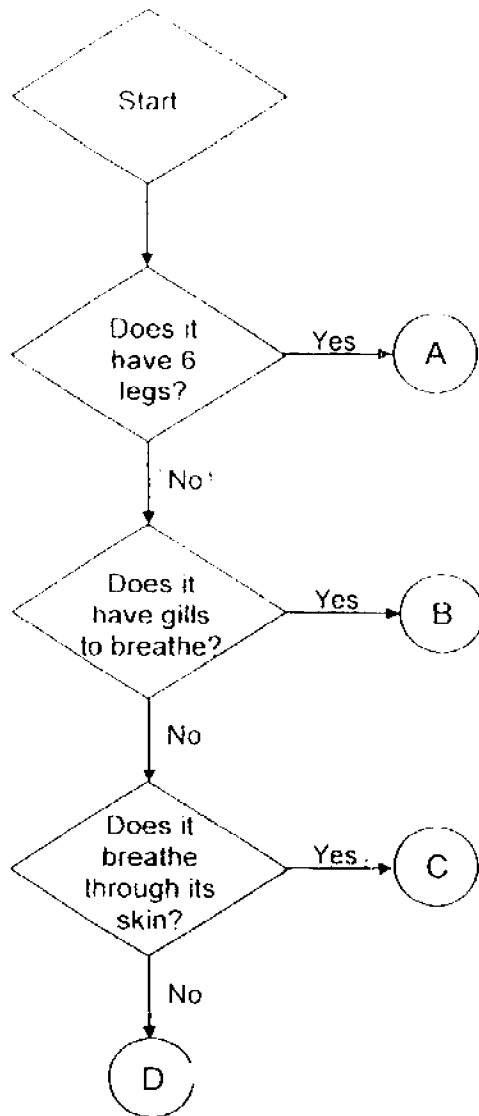 Start
Does it
have 6
legs?
Yes
A
No
Does it
have gills
to breathe?
Yes
B
No
Does it
breathe
through its
skin?
Yes
C
No
D